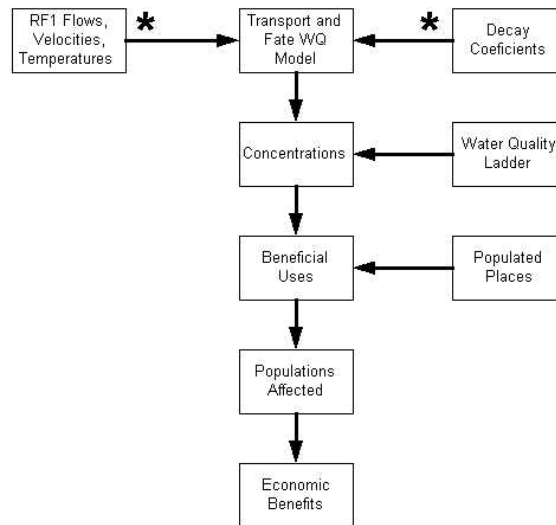 RF1 Flows,
Velocities,
Temperatures
*
Transport and
Fate WQ
Model
*
Decay
Coeficients
Concentrations
Water Quality
Ladder
Beneficial
Uses
Populated
Places
Populations
Affected
Economic
Benefits